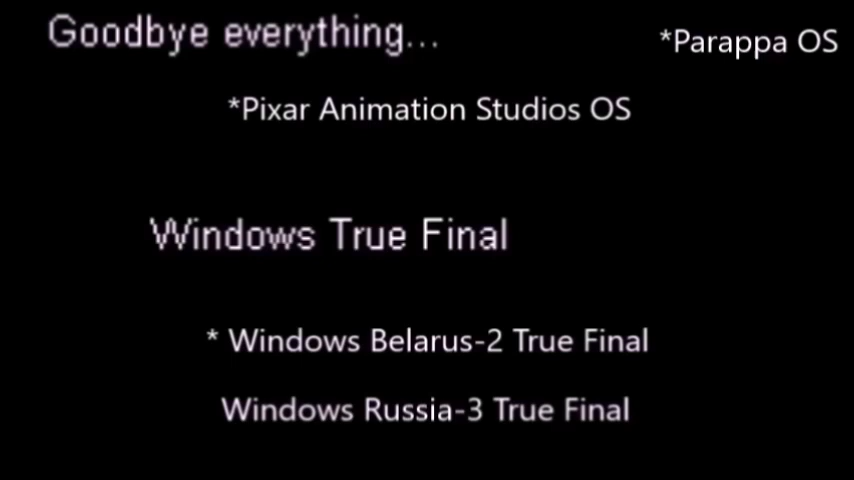 Goodbye everything...
*Parappa OS
*Pixar Animation Studios OS
Windows True Final
* Windows Belarus-2 True Final
Windows Russia-3 True Final